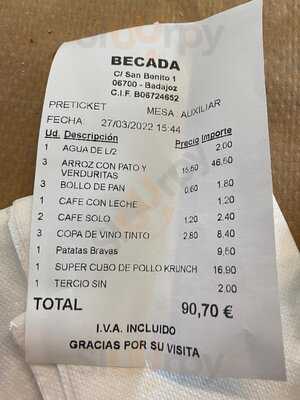 BECADA
C/ San Benito 1
06700 - Badajoz
C.I.F. B06724652
PRETICKET MESA: AUXILIAR
FECHA: 27/03/2022 15:44
Ud. Descripción Precio Importe
1 AGUA DE L/2 2.00
3 ARROZ CON PATO Y VERDURITAS 15.50 46.50
3 BOLLO DE PAN 0.60 1.80
1 CAFE CON LECHE 1.20
2 CAFE SOLO 1.20 2.40
3 COPA DE VINO TINTO 2.80 8.40
1 Patatas Bravas 9,50
1 SUPER CUBO DE POLLO KRUNCH 16,90
1 TERCIO SIN 2,00
TOTAL 90,70 €
I.V.A. INCLUIDO
GRACIAS POR SU VISITA